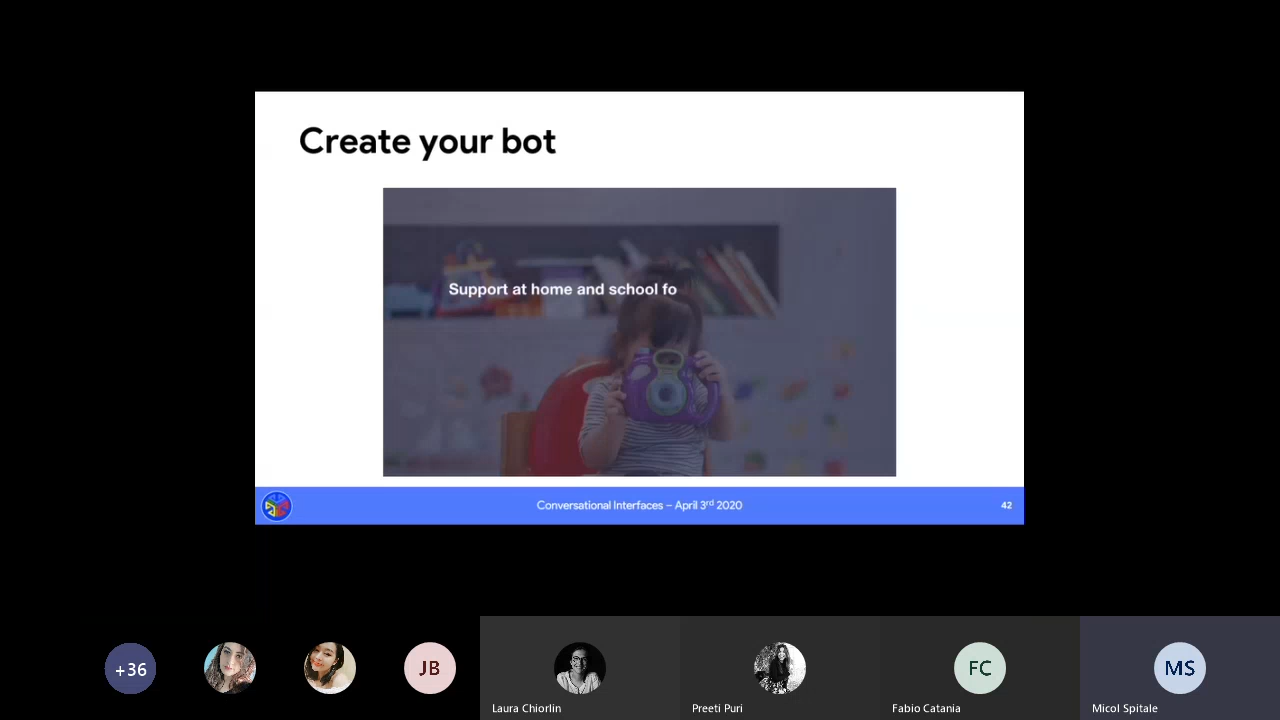 Create your bot
Support at home and school fo
Conversational Interfaces – April 3rd 2020
42
+36
JB
FC
MS
Laura Chiorlin
Preeti Puri
Fabio Catania
Micol Spitale